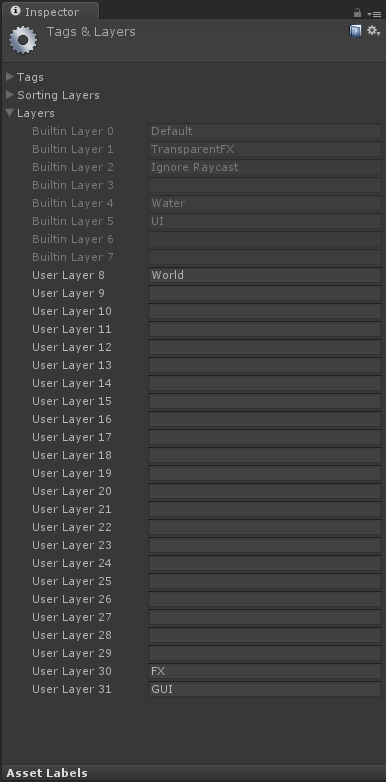 Inspector
Tags & Layers
Tags
Sorting Layers
Layers
Builtin Layer 0 Default
Builtin Layer 1 TransparentFX
Builtin Layer 2 Ignore Raycast
Builtin Layer 3
Builtin Layer 4 Water
Builtin Layer 5 UI
Builtin Layer 6
Builtin Layer 7
User Layer 8 World
User Layer 9
User Layer 10
User Layer 11
User Layer 12
User Layer 13
User Layer 14
User Layer 15
User Layer 16
User Layer 17
User Layer 18
User Layer 19
User Layer 20
User Layer 21
User Layer 22
User Layer 23
User Layer 24
User Layer 25
User Layer 26
User Layer 27
User Layer 28
User Layer 29
User Layer 30 FX
User Layer 31 GUI
Asset Labels